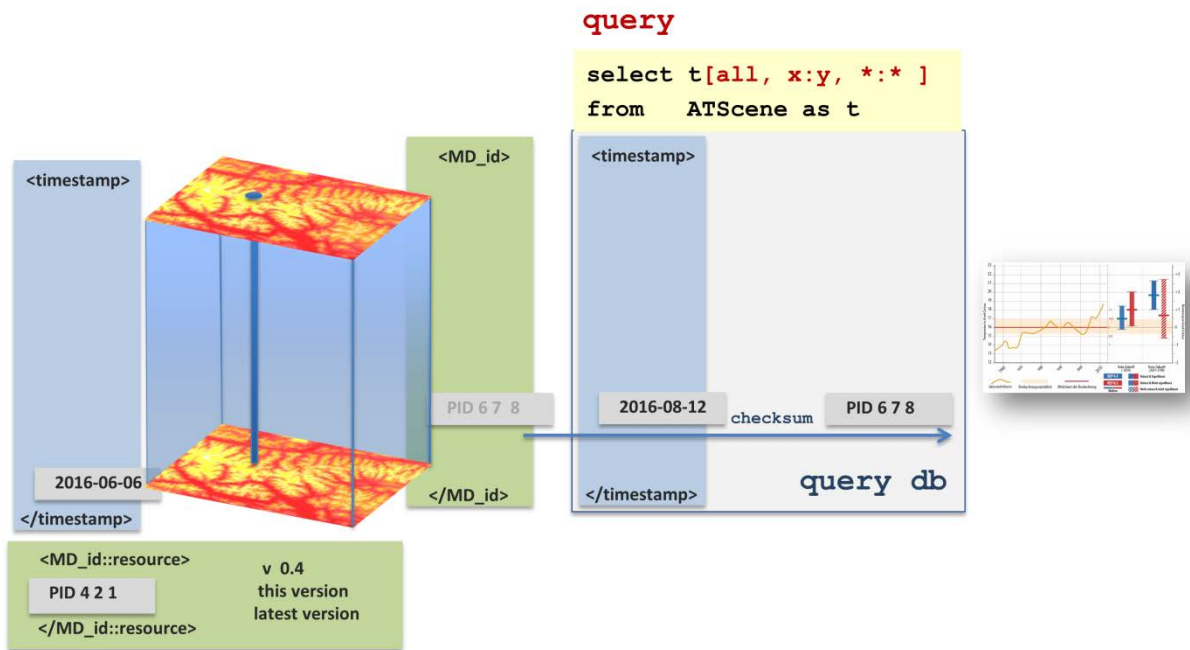 query
select t[all, x:y, *:* ]
from ATScene as t
<timestamp>
2016-06-06
</timestamp>
<MD_id>
PID 6 7 8
</MD_id>
<timestamp>
2016-08-12
</timestamp>
checksum
PID 6 7 8
query db
<MD_id::resource>
PID 4 2 1
</MD_id::resource>
v 0.4
this version
latest version